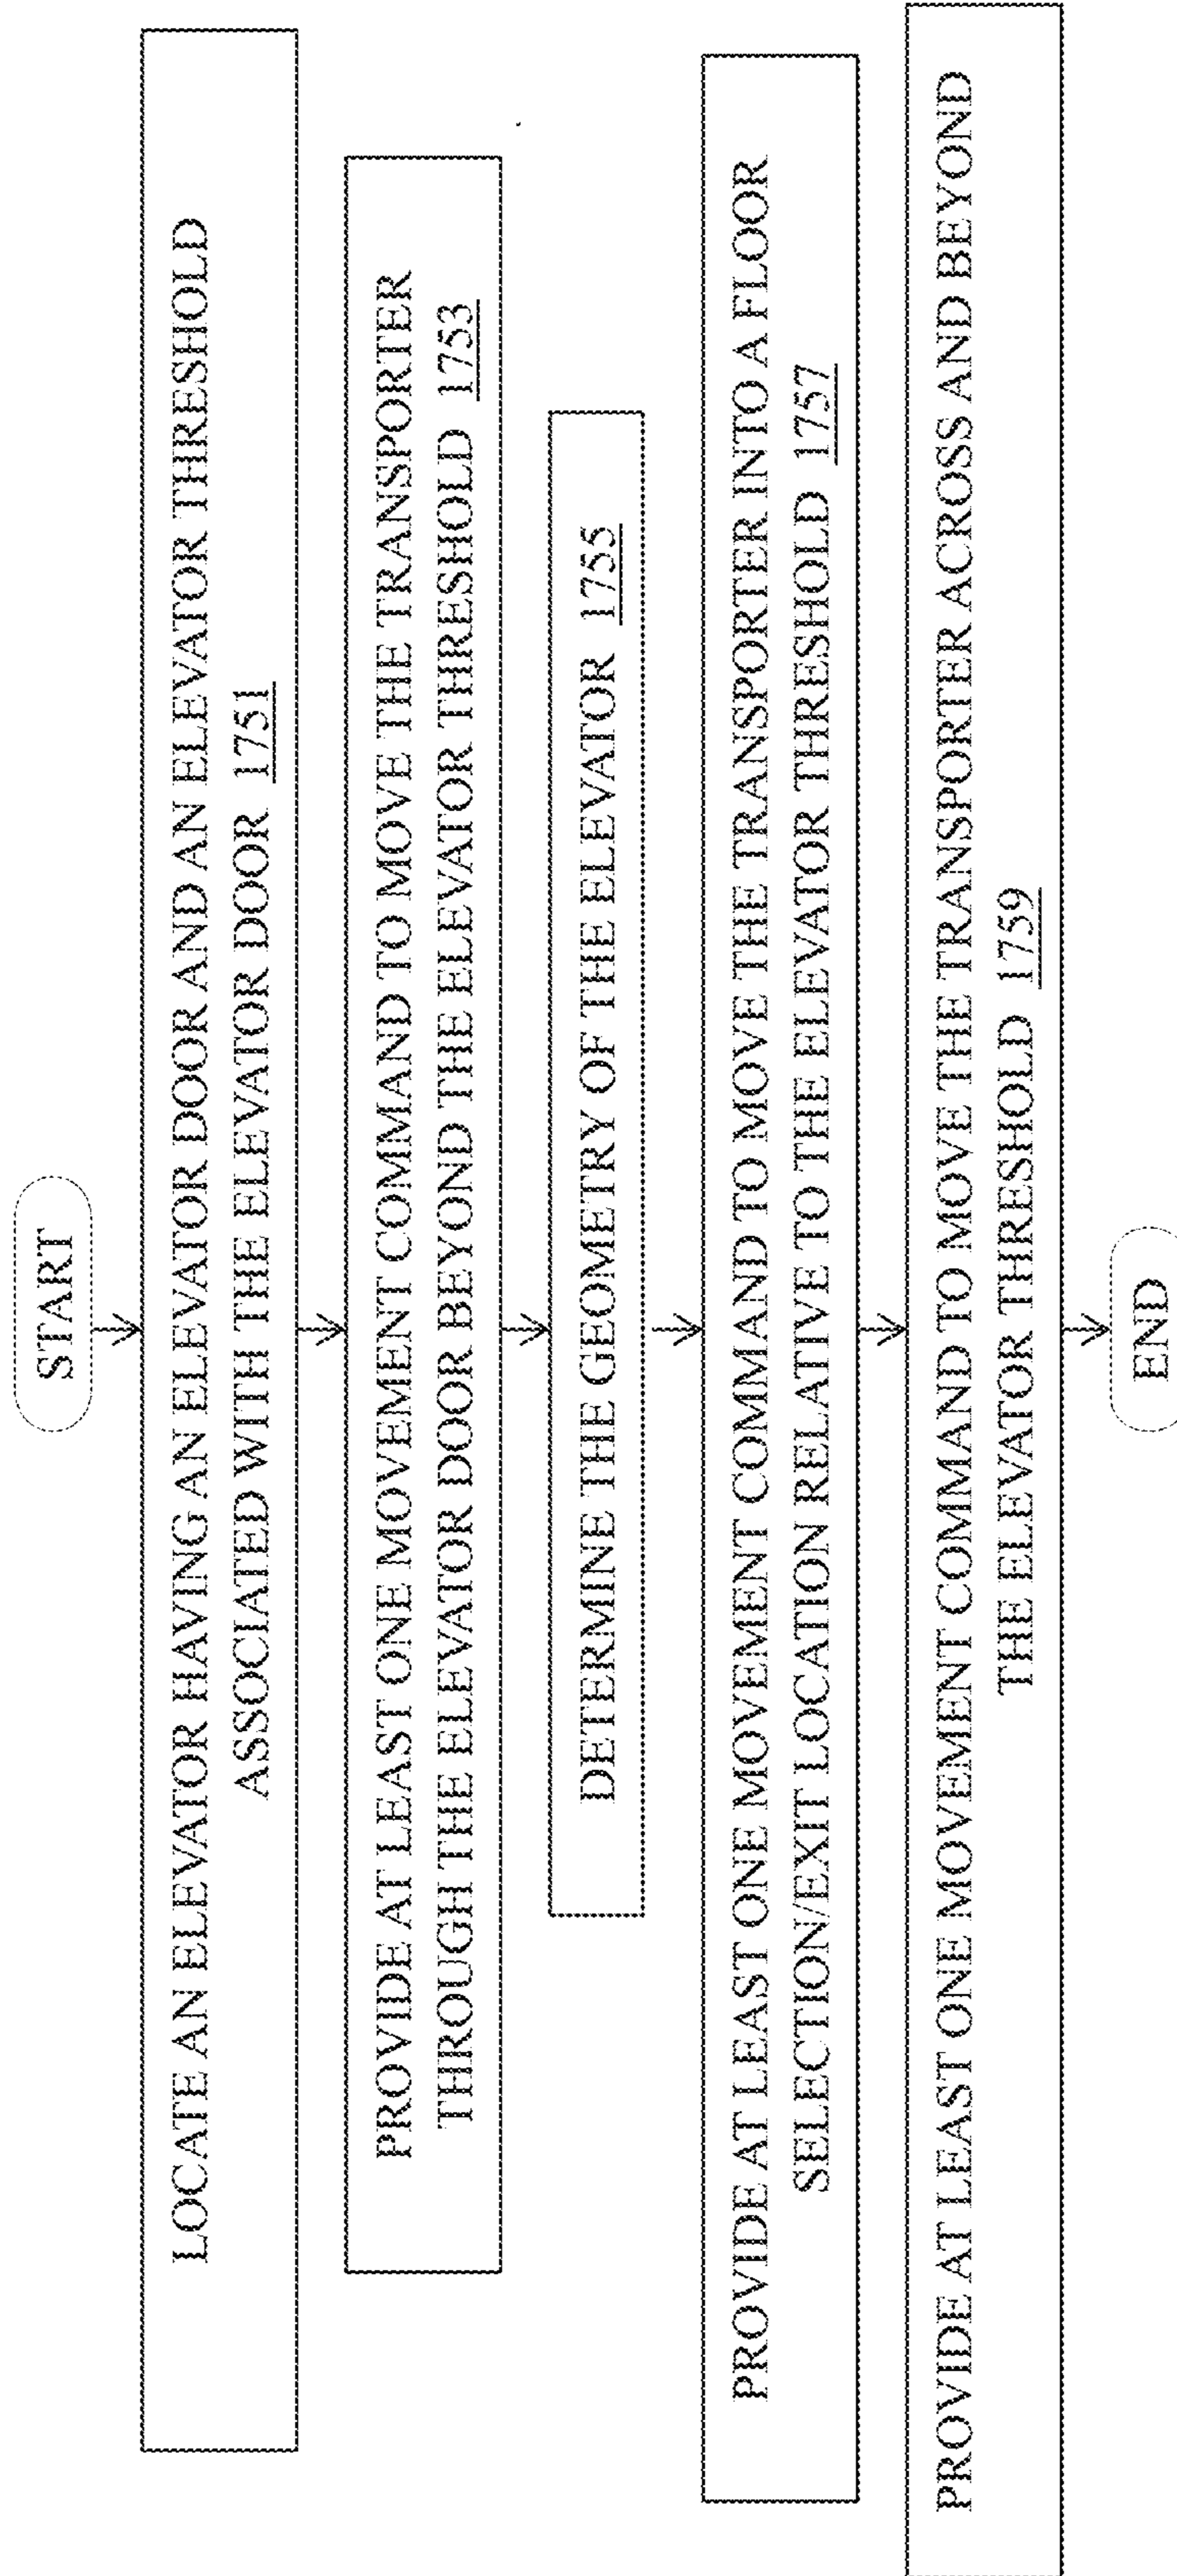 START
LOCATE AN ELEVATOR HAVING AN ELEVATOR DOOR AND AN ELEVATOR THRESHOLD
ASSOCIATED WITH THE ELEVATOR DOOR 1751
PROVIDE AT LEAST ONE MOVEMENT COMMAND TO MOVE THE TRANSPORTER
THROUGH THE ELEVATOR DOOR BEYOND THE ELEVATOR THRESHOLD 1753
DETERMINE THE GEOMETRY OF THE ELEVATOR 1755
PROVIDE AT LEAST ONE MOVEMENT COMMAND TO MOVE THE TRANSPORTER INTO A FLOOR
SELECTION/EXIT LOCATION RELATIVE TO THE ELEVATOR THRESHOLD 1757
PROVIDE AT LEAST ONE MOVEMENT COMMAND TO MOVE THE TRANSPORTER ACROSS AND BEYOND
THE ELEVATOR THRESHOLD 1759
END